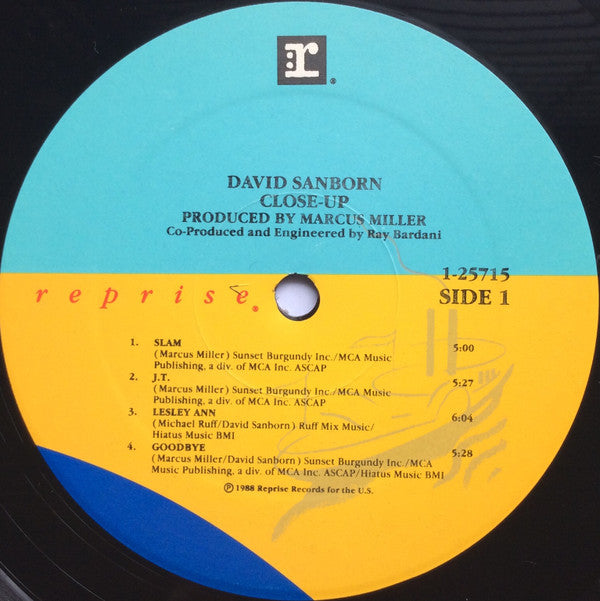 :r
®
DAVID SANBORN
CLOSE-UP
PRODUCED BY MARCUS MILLER
Co-Produced and Engineered by Ray Bardani
1-25715
reprise®
SIDE 1
1. SLAM
(Marcus Miller) Sunset Burgundy Inc./MCA Music 5:00
Publishing, a div. of MCA Inc. ASCAP
2. J.T.
(Marcus Miller) Sunset Burgundy Inc./MCA Music 5:27
Publishing, a div. of MCA Inc. ASCAP
3. LESLEY ANN
(Michael Ruff/David Sanborn) Ruff Mix Music/ 6:04
Hiatus Music BMI
4. GOODBYE
(Marcus Miller/David Sanborn) Sunset Burgundy Inc./MCA 5:28
Music Publishing, a div. of MCA Inc. ASCAP/Hiatus Music BMI
℗ 1988 Reprise Records for the U.S.